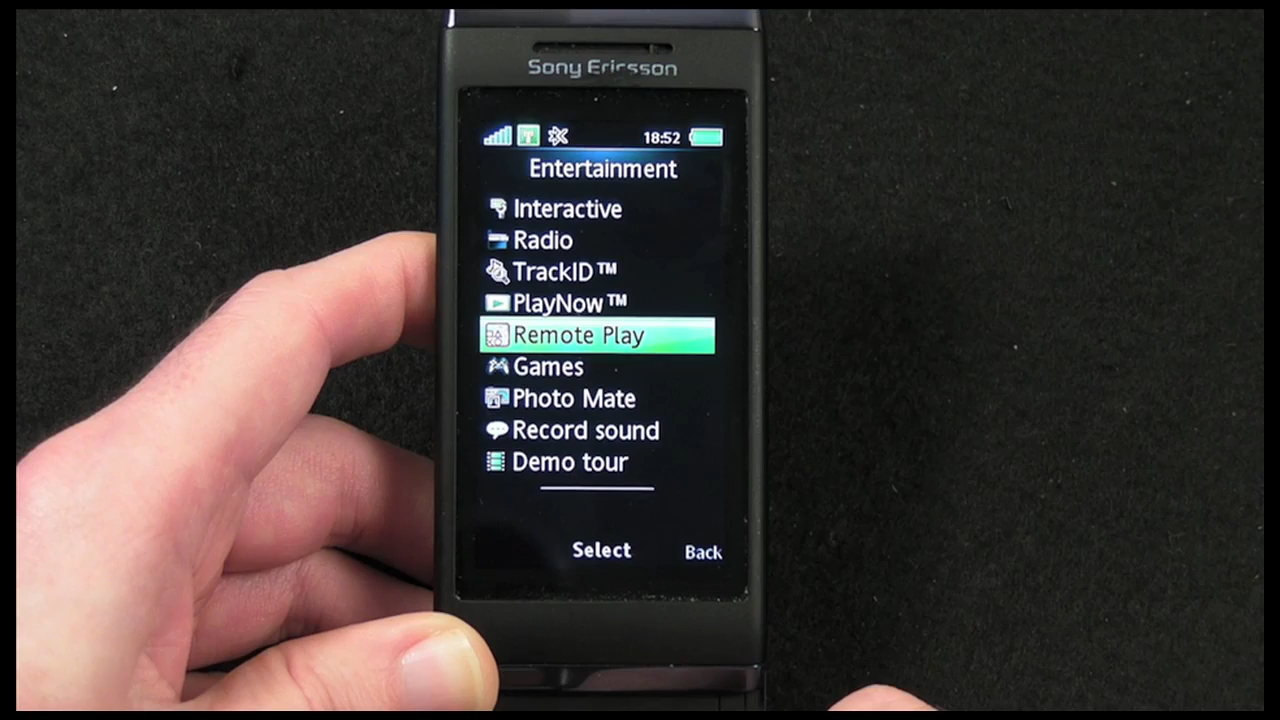 Sony Ericsson
18:52
Entertainment
Interactive
Radio
TrackID™
PlayNow™
Remote Play
Games
Photo Mate
Record sound
Demo tour
Select Back